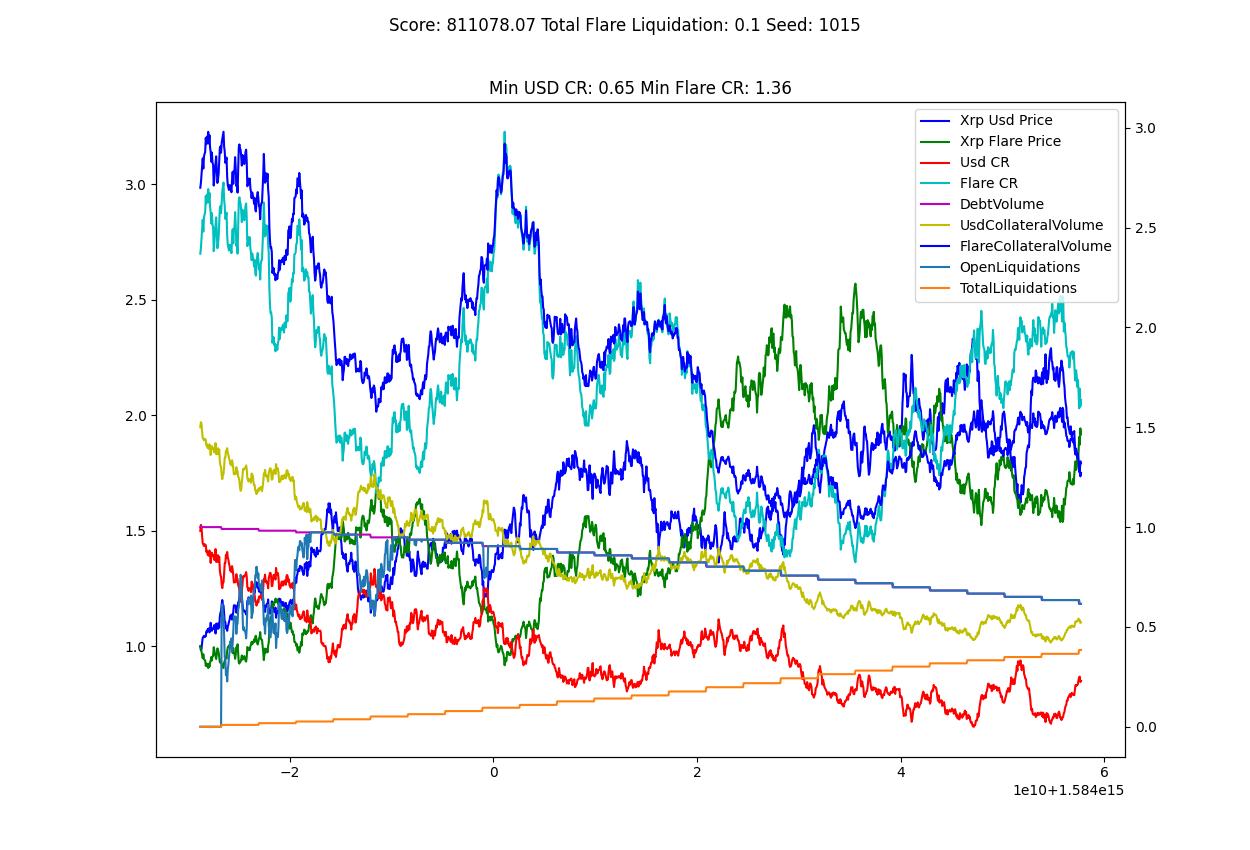 Score: 811078.07 Total Flare Liquidation: 0.1 Seed: 1015
Min USD CR: 0.65 Min Flare CR: 1.36
Xrp Usd Price
Xrp Flare Price
Usd CR
Flare CR
DebtVolume
UsdCollateralVolume
FlareCollateralVolume
OpenLiquidations
TotalLiquidations
3.0
2.5
2.0
1.5
1.0
3.0
2.5
2.0
1.5
1.0
0.5
0.0
−2 0 2 4 6
1e10+1.584e15